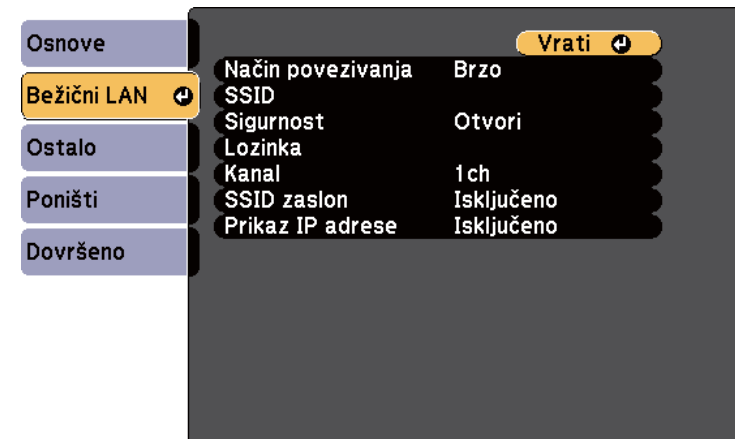 Osnove
Bežični LAN
Ostalo
Poništi
Dovršeno
Vrati
Način povezivanja Brzo
SSID
Sigurnost Otvori
Lozinka
Kanal 1ch
SSID zaslon Isključeno
Prikaz IP adrese Isključeno